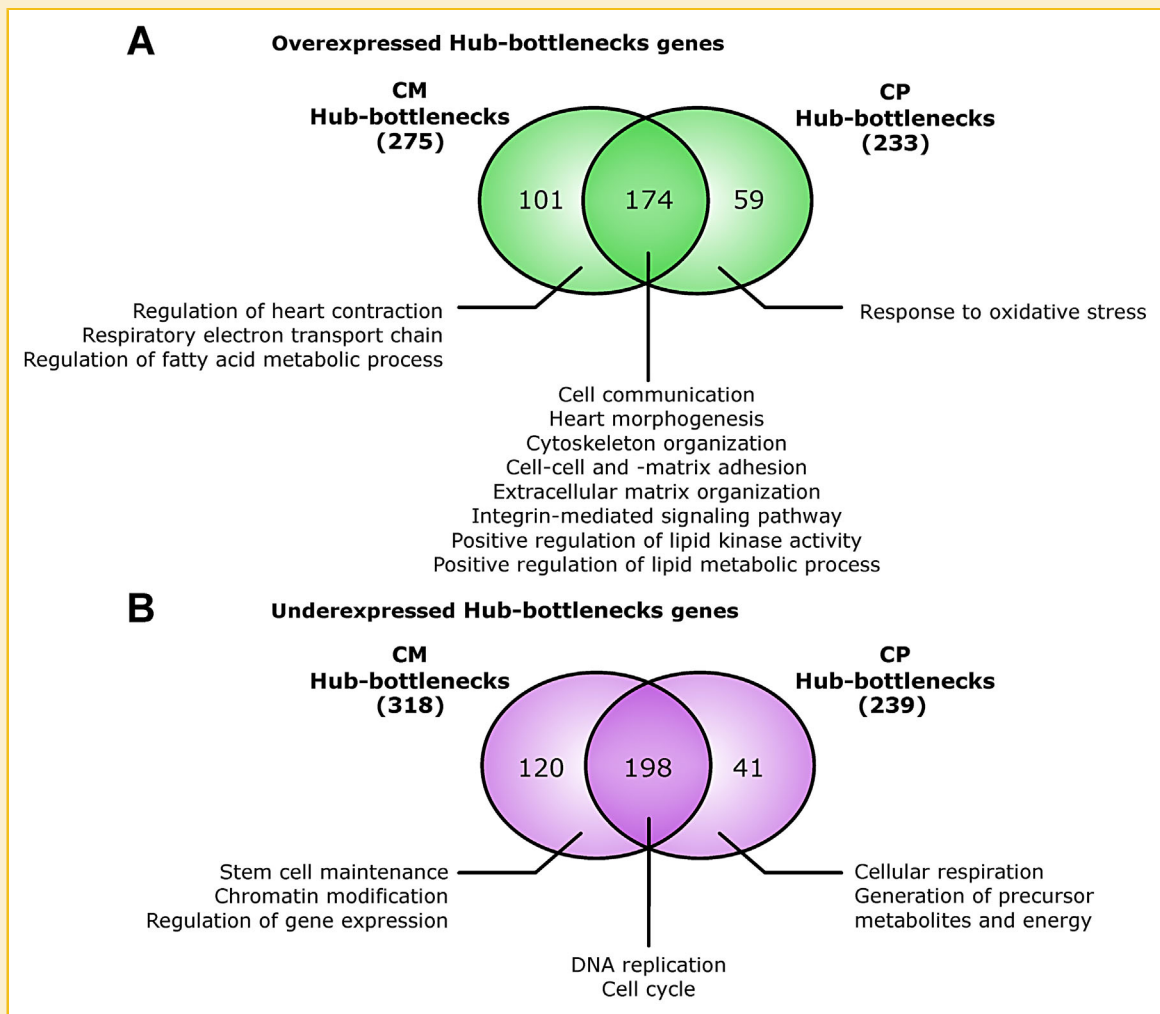 A
Overexpressed Hub-bottlenecks genes
CM
Hub-bottlenecks
(275)
CP
Hub-bottlenecks
(233)
101
174
59
Regulation of heart contraction
Respiratory electron transport chain
Regulation of fatty acid metabolic process
Response to oxidative stress
Cell communication
Heart morphogenesis
Cytoskeleton organization
Cell-cell and -matrix adhesion
Extracellular matrix organization
Integrin-mediated signaling pathway
Positive regulation of lipid kinase activity
Positive regulation of lipid metabolic process
B
Underexpressed Hub-bottlenecks genes
CM
Hub-bottlenecks
(318)
CP
Hub-bottlenecks
(239)
120
198
41
Stem cell maintenance
Chromatin modification
Regulation of gene expression
Cellular respiration
Generation of precursor
metabolites and energy
DNA replication
Cell cycle